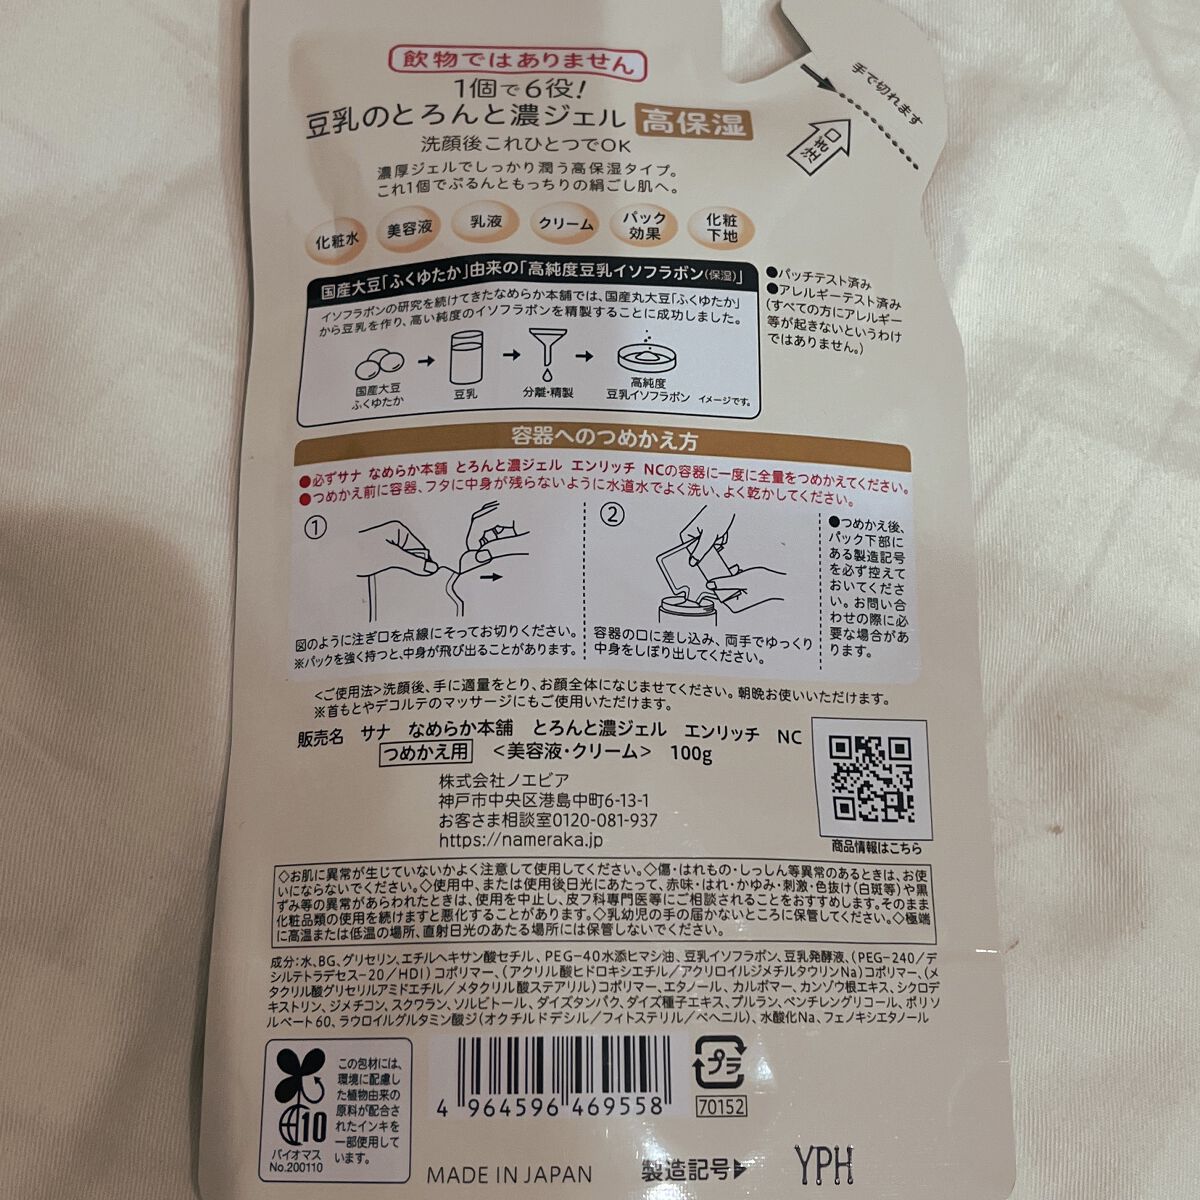 飲物ではありません
1個で6役!
豆乳のとろんと濃ジェル 高保湿
洗顔後これひとつでOK
濃厚ジェルでしっかり潤う高保湿タイプ。
これ1個でぷるんともっちりの絹ごし肌へ。
手で切れます
注ぎ口
化粧水
美容液
乳液
クリーム
パック
効果
化粧
下地
国産大豆「ふくゆたか」由来の「高純度豆乳イソフラボン(保湿)」
イソフラボンの研究を続けてきたなめらか本舗では、国産丸大豆「ふくゆたか」
から豆乳を作り、高い純度のイソフラボンを精製することに成功しました。
国産大豆
ふくゆたか
豆乳
分離・精製
高純度
豆乳イソフラボン
イメージです。
●パッチテスト済み
●アレルギーテスト済み
(すべての方にアレルギー
等が起きないというわけ
ではありません。)
容器へのつめかえ方
●必ずサナ なめらか本舗 とろんと濃ジェル エンリッチ NCの容器に一度に全量をつめかえてください。
●つめかえ前に容器、フタに中身が残らないように水道水でよく洗い、よく乾かしてください。
①
図のように注ぎ口を点線にそってお切りください。
※パックを強く持つと、中身が飛び出ることがあります。
②
容器の口に差し込み、両手でゆっくり
中身をしぼり出してください。
●つめかえ後、
パック下部に
ある製造記号
を必ず控えて
おいてくださ
い。お問い合
わせの際に必
要な場合があ
ります。
<ご使用法>洗顔後、手に適量をとり、お顔全体になじませてください。朝晩お使いいただけます。
※首もとやデコルテのマッサージにもご使用いただけます。
販売名 サナ なめらか本舗 とろんと濃ジェル エンリッチ NC
つめかえ用 <美容液・クリーム> 100g
株式会社ノエビア
神戸市中央区港島中町6-13-1
お客さま相談室0120-081-937
https://nameraka.jp
商品情報はこちら
◇お肌に異常が生じていないかよく注意して使用してください。◇傷・はれもの・しっしん等異常のあるときは、お使
いにならないでください。◇使用中、または使用後日光にあたって、赤味・はれ・かゆみ・刺激・色抜け(白斑等)や黒
ずみ等の異常があらわれたときは、使用を中止し、皮フ科専門医等にご相談されることをおすすめします。そのまま
化粧品類の使用を続けますと悪化することがあります。◇乳幼児の手の届かないところに保管してください。◇極端
に高温または低温の場所、直射日光のあたる場所には保管しないでください。
成分:水、BG、グリセリン、エチルヘキサン酸セチル、PEG-40水添ヒマシ油、豆乳イソフラボン、豆乳発酵液、(PEG-240/デ
シルテトラデセス-20/HDI)コポリマー、(アクリル酸ヒドロキシエチル/アクリロイルジメチルタウリンNa)コポリマー、(メ
タクリル酸グリセリルアミドエチル/メタクリル酸ステアリル)コポリマー、エタノール、カルボマー、カンゾウ根エキス、シクロデ
キストリン、ジメチコン、スクワラン、ソルビトール、ダイズタンパク、ダイズ種子エキス、プルラン、ペンチレングリコール、ポリソ
ルベート60、ラウロイルグルタミン酸ジ(オクチルドデシル/フィトステリル/ベヘニル)、水酸化Na、フェノキシエタノール
10
バイオマス
No.200110
この包材には、
環境に配慮し
た植物由来の
原料が配合さ
れたインキを
一部使用して
います。
4 964596 469558
プラ
70152
MADE IN JAPAN
製造記号▶ YPH